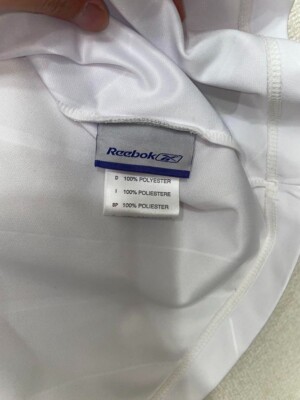 Reebok
D 100% POLYESTER
I 100% POLIESTERE
SP 100% POLIESTER